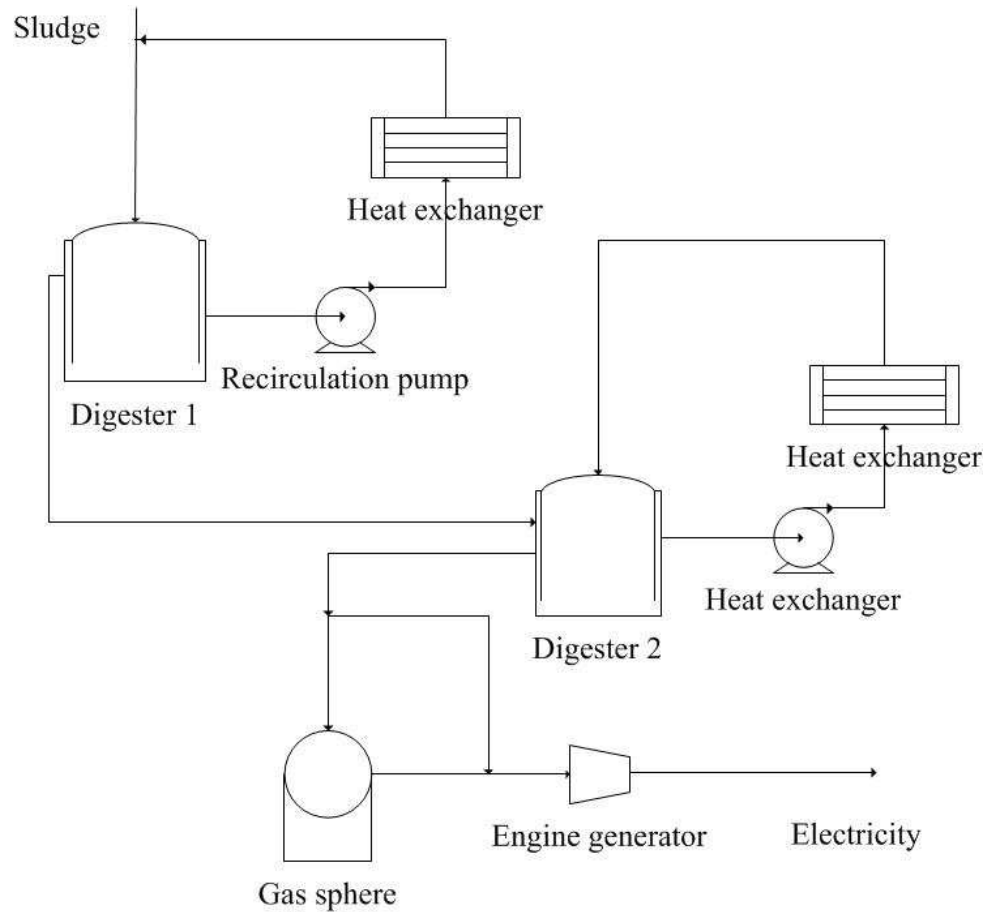 Sludge
Heat exchanger
Recirculation pump
Digester 1
Heat exchanger
Heat exchanger
Digester 2
Engine generator
Electricity
Gas sphere